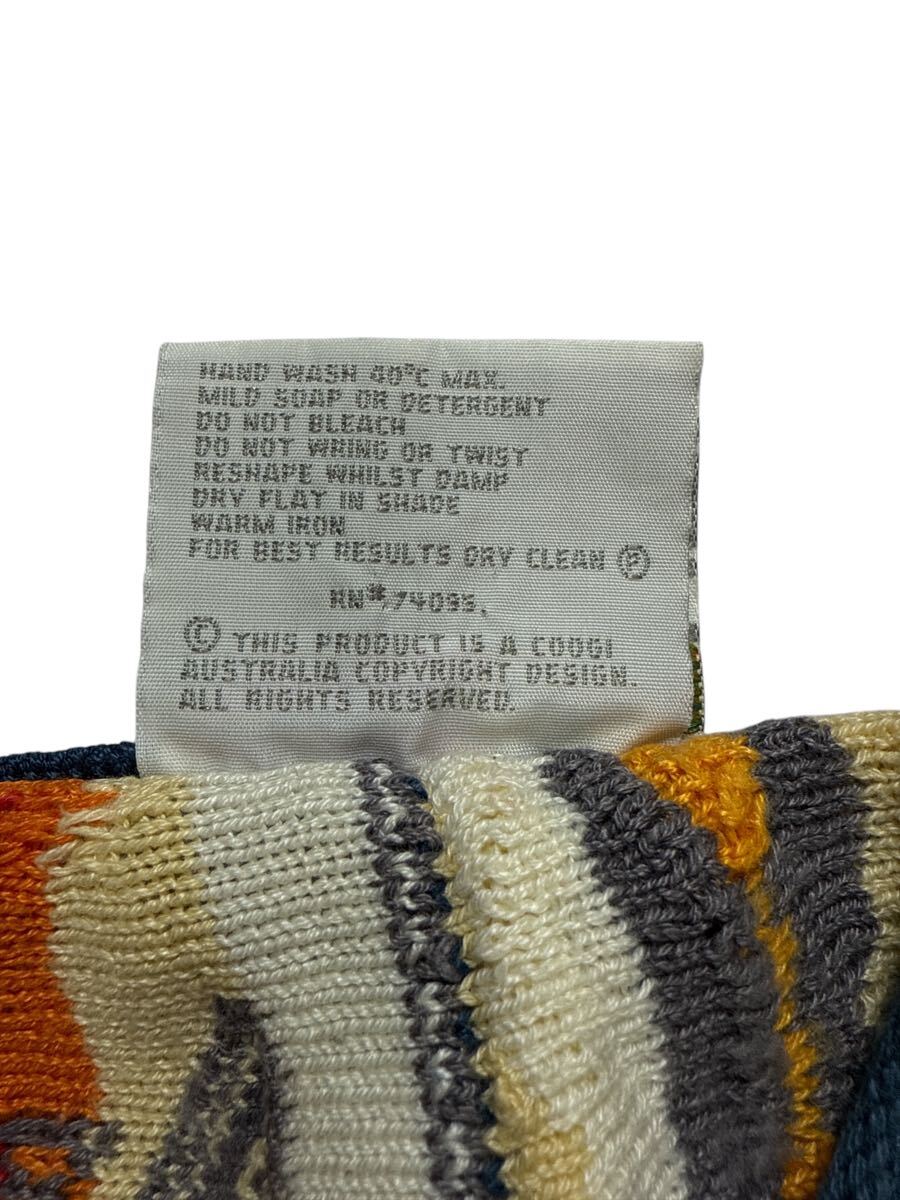 HAND WASH 40°C MAX.
MILD SOAP OR DETERGENT
DO NOT BLEACH
DO NOT WRING OR TWIST
RESHAPE WHILST DAMP
DRY FLAT IN SHADE
WARM IRON
FOR BEST RESULTS DRY CLEAN Ⓟ
RN#74095.
© THIS PRODUCT IS A COOGI
AUSTRALIA COPYRIGHT DESIGN.
ALL RIGHTS RESERVED.